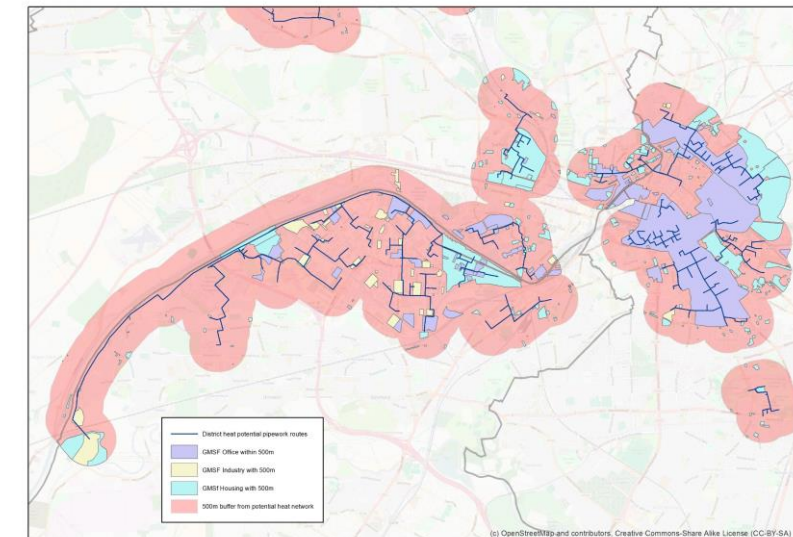 District heat potential pipework routes
GMSF Office within 500m
GMSF Industry with 500m
GMSf Housing with 500m
500m buffer from potential heat network
(c) OpenStreetMap and contributors, Creative Commons-Share Alike License (CC-BY-SA)